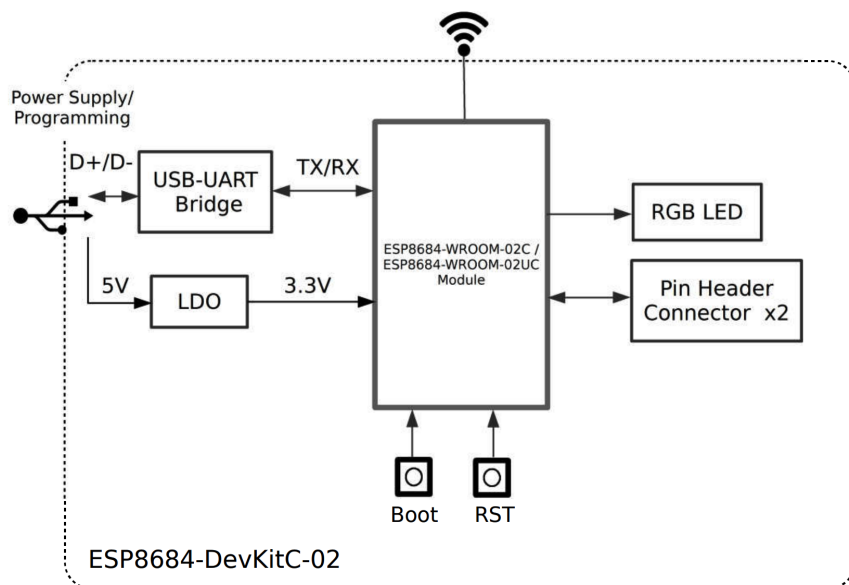 Power Supply/
Programming
D+/D-
USB-UART
Bridge
TX/RX
5V
LDO
3.3V
ESP8684-WROOM-02C /
ESP8684-WROOM-02UC
Module
RGB LED
Pin Header
Connector x2
Boot
RST
ESP8684-DevKitC-02